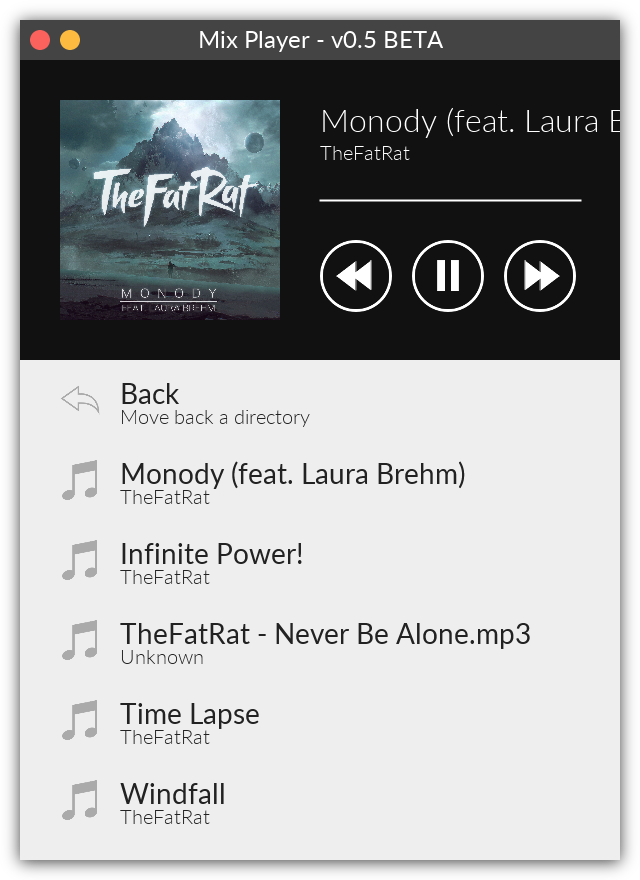 Mix Player - v0.5 BETA
TheFatRat
MONODY
FEAT. LAURA BREHM
Monody (feat. Laura B
TheFatRat
Back
Move back a directory
Monody (feat. Laura Brehm)
TheFatRat
Infinite Power!
TheFatRat
TheFatRat - Never Be Alone.mp3
Unknown
Time Lapse
TheFatRat
Windfall
TheFatRat